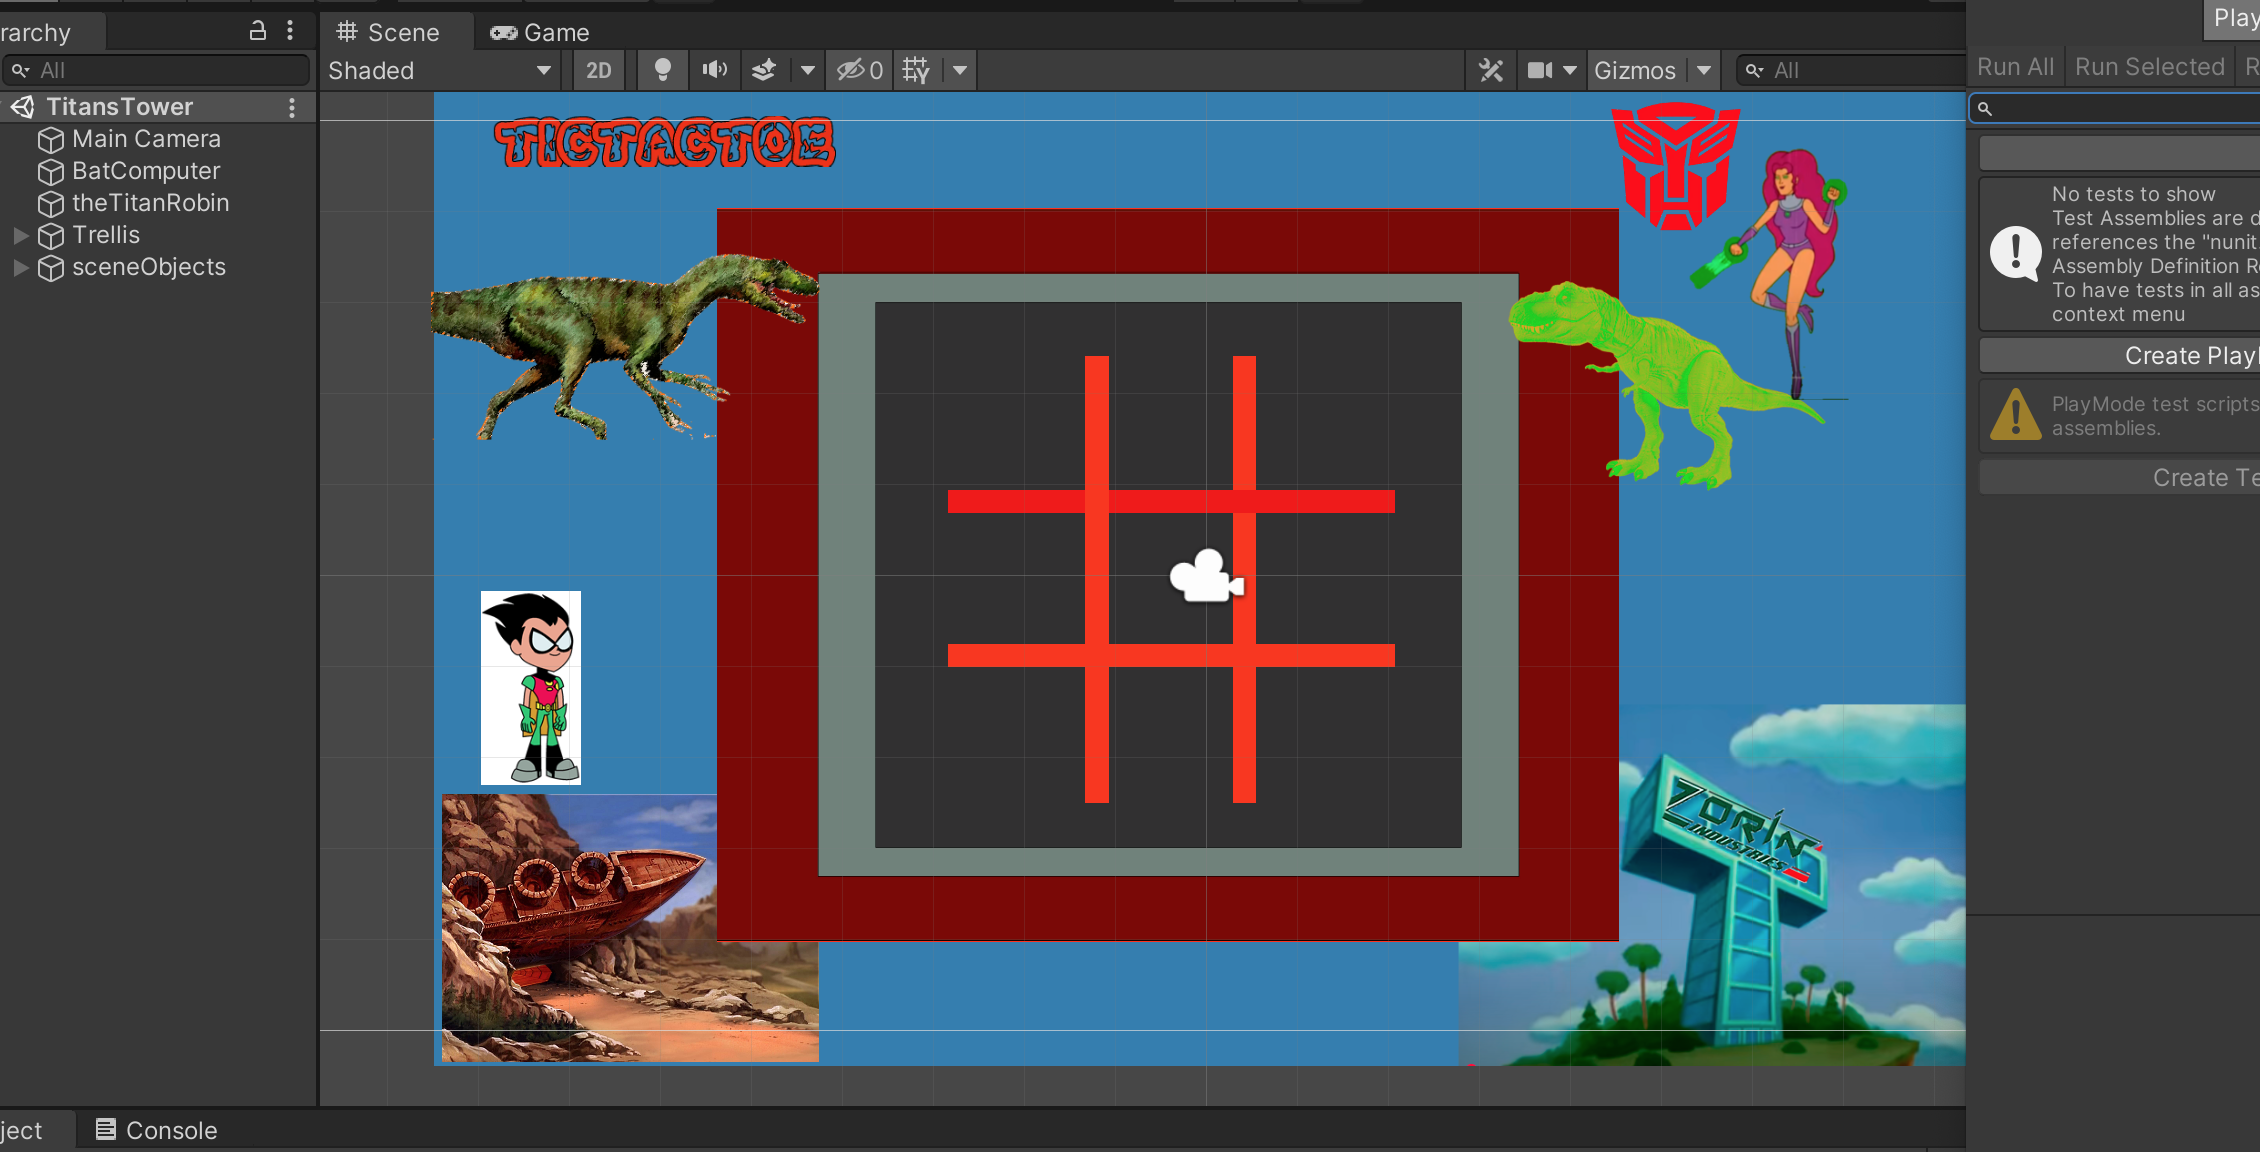 rarchy
Scene
Game
Play
All
Shaded
2D
0
Gizmos
All
Run All
Run Selected
R
TitansTower
Main Camera
BatComputer
theTitanRobin
Trellis
sceneObjects
TICTACTOE
No tests to show
Test Assemblies are d
references the "nunit.
Assembly Definition R
To have tests in all as
context menu
Create Play
PlayMode test scripts
assemblies.
Create Te
ZORIN
INDUSTRIES
ject
Console